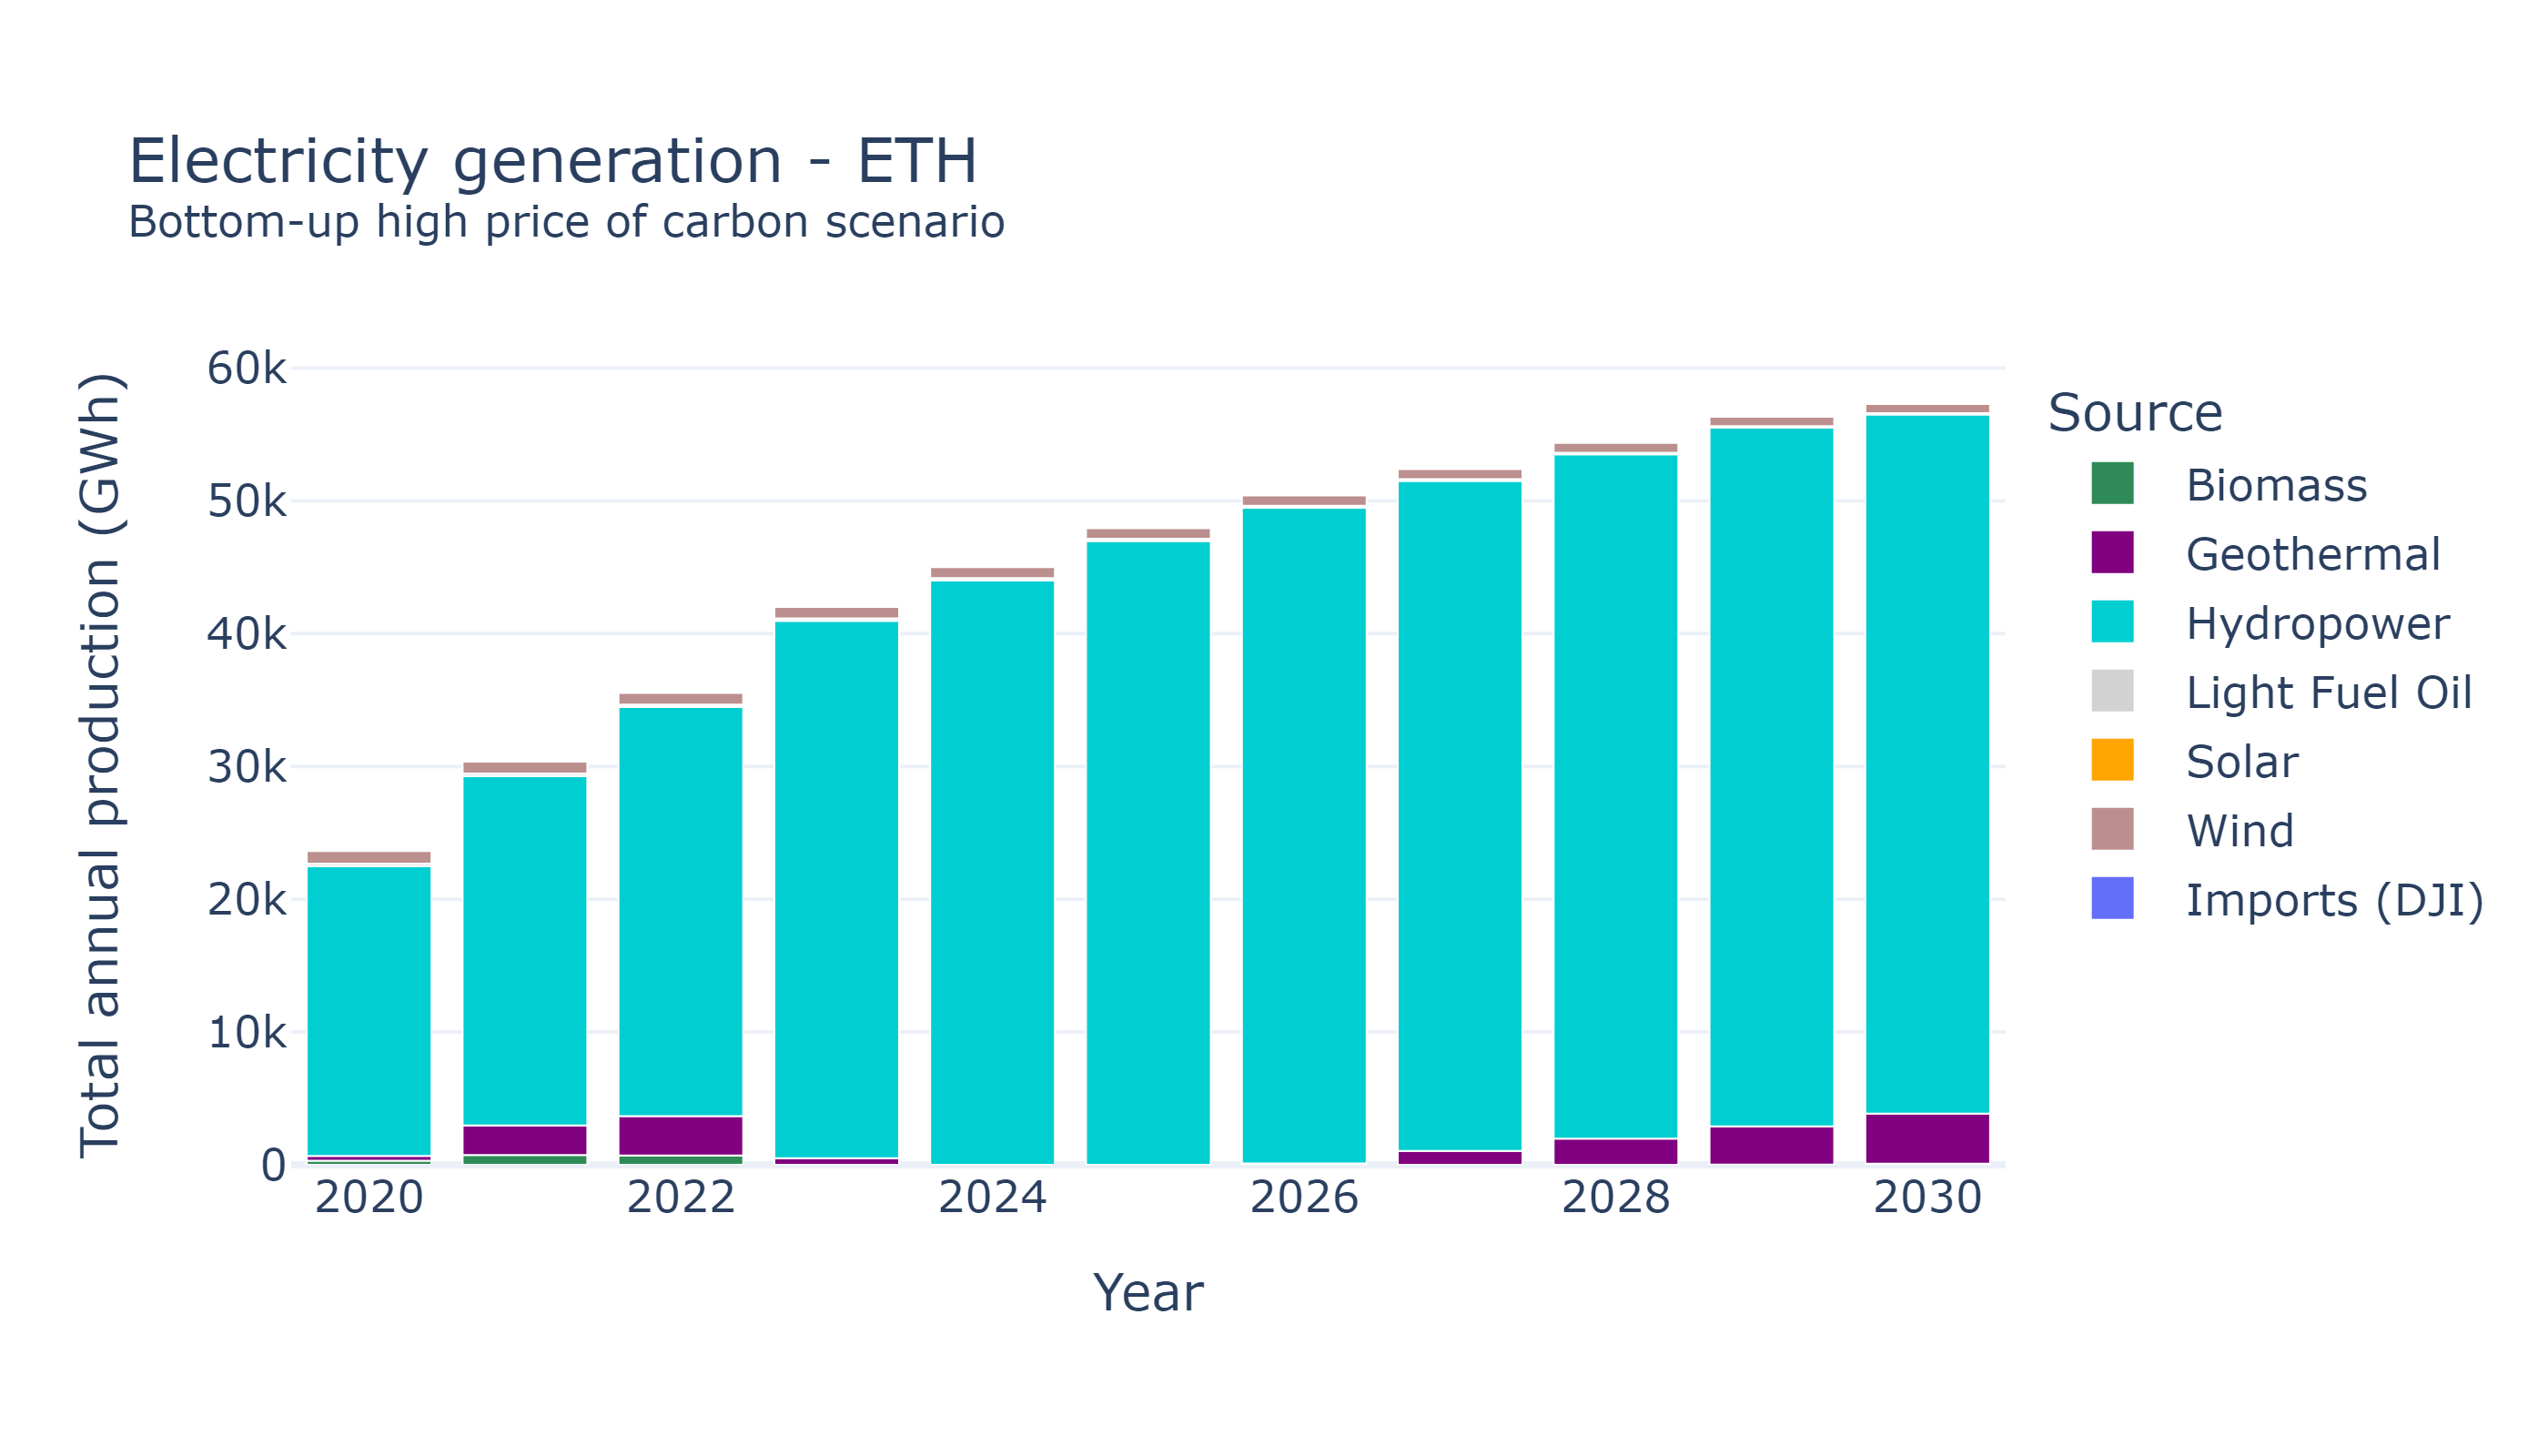 Electricity generation - ETH
Bottom-up high price of carbon scenario
Total annual production (GWh)
60k
50k
40k
30k
20k
10k
0
2020
2022
2024
2026
2028
2030
Year
Source
Biomass
Geothermal
Hydropower
Light Fuel Oil
Solar
Wind
Imports (DJI)